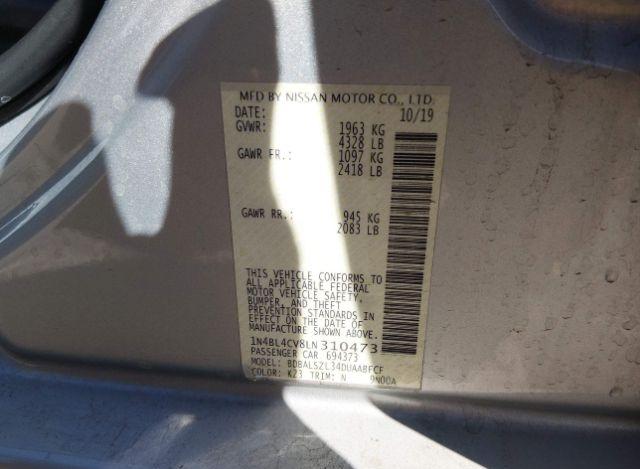 MFD BY NISSAN MOTOR CO., LTD.
DATE: 10/19
GVWR: 1963 KG
4328 LB
GAWR FR.: 1097 KG
2418 LB
GAWR RR.: 945 KG
2083 LB
THIS VEHICLE CONFORMS TO
ALL APPLICABLE FEDERAL
MOTOR VEHICLE SAFETY,
BUMPER, AND THEFT
PREVENTION STANDARDS IN
EFFECT ON THE DATE OF
MANUFACTURE SHOWN ABOVE.
1N4BL4CV8LN310473
PASSENGER CAR 694373
MODEL: BDBALSZL34DUAABFCF
COLOR: K23 TRIM: N 9N00A